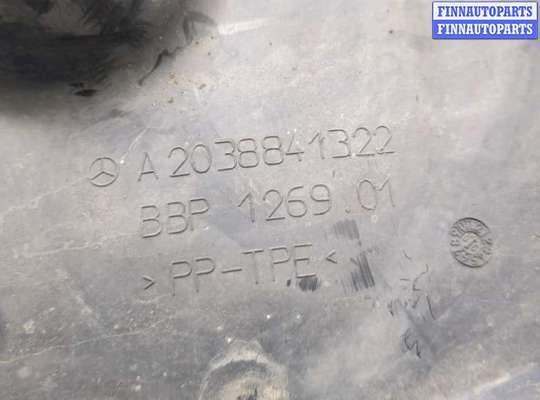 FINNAUTOPARTS
FINNAUTOPARTS
A 2038841322
BBP 1269.01
>PP-TPE<